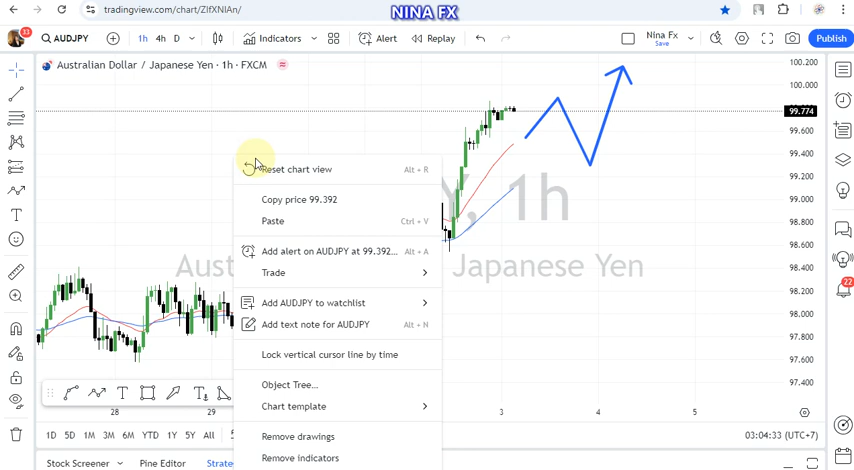 NINA FX
tradingview.com/chart/ZIfXNIAn/
33
AUDJPY
1h 4H D
Indicators
Alert
Replay
Nina Fx
Save
Publish
Australian Dollar / Japanese Yen · 1h · FXCM
100.200
100.000
99.774
99.600
99.400
99.200
99.000
98.800
98.600
98.400
98.200
98.000
97.800
97.600
97.400
Y, 1h
Aust
Japanese Yen
Reset chart view Alt + R
Copy price 99.392
Paste Ctrl + V
Add alert on AUDJPY at 99.392... Alt + A
Trade
Add AUDJPY to watchlist
Add text note for AUDJPY Alt + N
Lock vertical cursor line by time
Object Tree...
Chart template
Remove drawings
Remove indicators
22
28 29 3 4 5
1D 5D 1M 3M 6M YTD 1Y 5Y All
03:04:33 (UTC+7)
Stock Screener
Pine Editor
Strateg